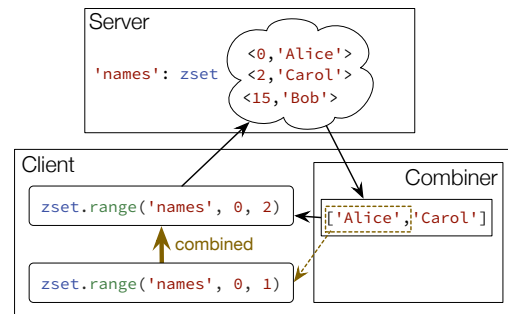 Server
<0,'Alice'>
'names': zset <2,'Carol'>
<15,'Bob'>
Client
Combiner
zset.range('names', 0, 2)
['Alice','Carol']
combined
zset.range('names', 0, 1)